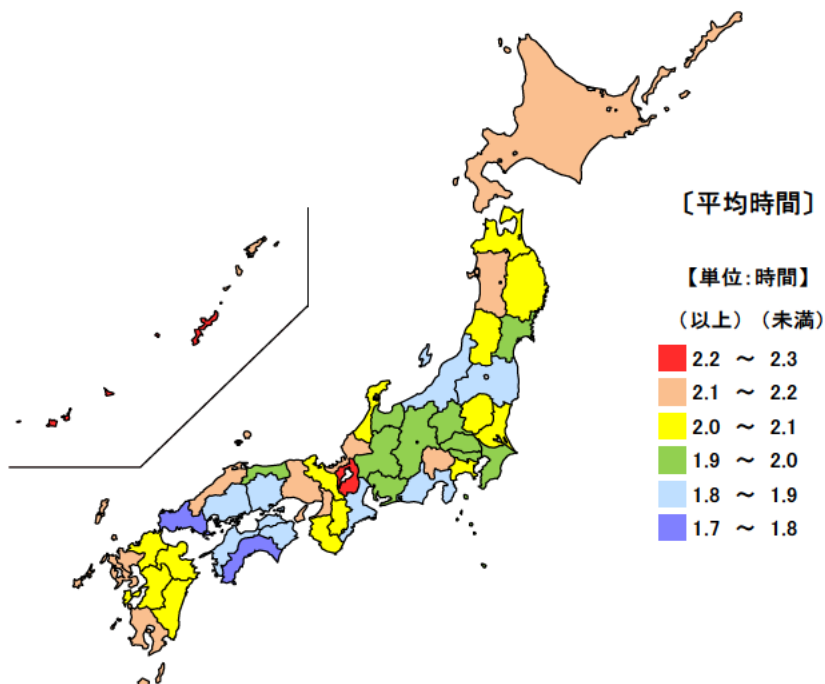 〔平均時間〕
【単位:時間】
(以上) (未満)
2.2 ～ 2.3
2.1 ～ 2.2
2.0 ～ 2.1
1.9 ～ 2.0
1.8 ～ 1.9
1.7 ～ 1.8